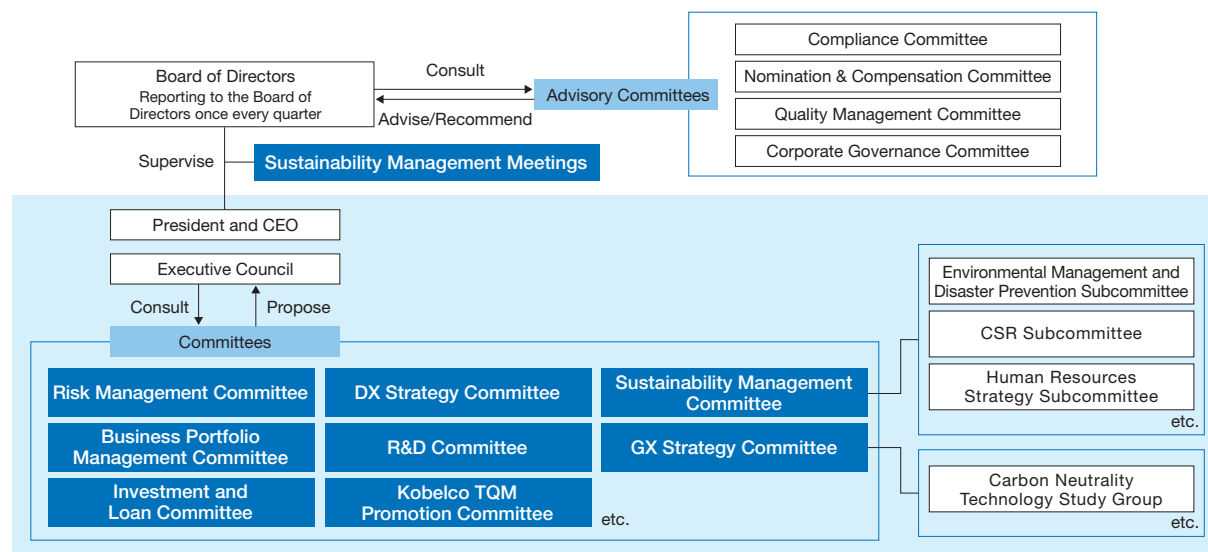 Board of Directors
Reporting to the Board of
Directors once every quarter
Consult
Advise/Recommend
Advisory Committees
Compliance Committee
Nomination & Compensation Committee
Quality Management Committee
Corporate Governance Committee
Supervise
Sustainability Management Meetings
President and CEO
Executive Council
Consult
Propose
Committees
Risk Management Committee
DX Strategy Committee
Sustainability Management
Committee
Business Portfolio
Management Committee
R&D Committee
GX Strategy Committee
Investment and
Loan Committee
Kobelco TQM
Promotion Committee
etc.
Environmental Management and
Disaster Prevention Subcommittee
CSR Subcommittee
Human Resources
Strategy Subcommittee
etc.
Carbon Neutrality
Technology Study Group
etc.